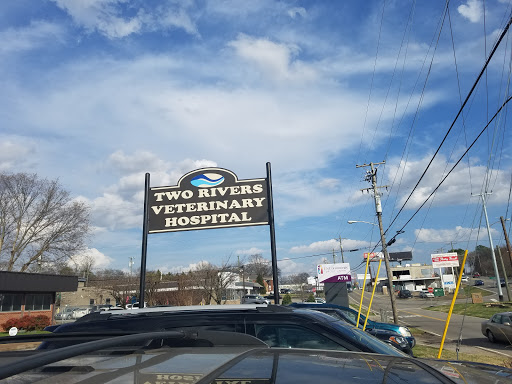 TWO RIVERS
VETERINARY
HOSPITAL
ATM